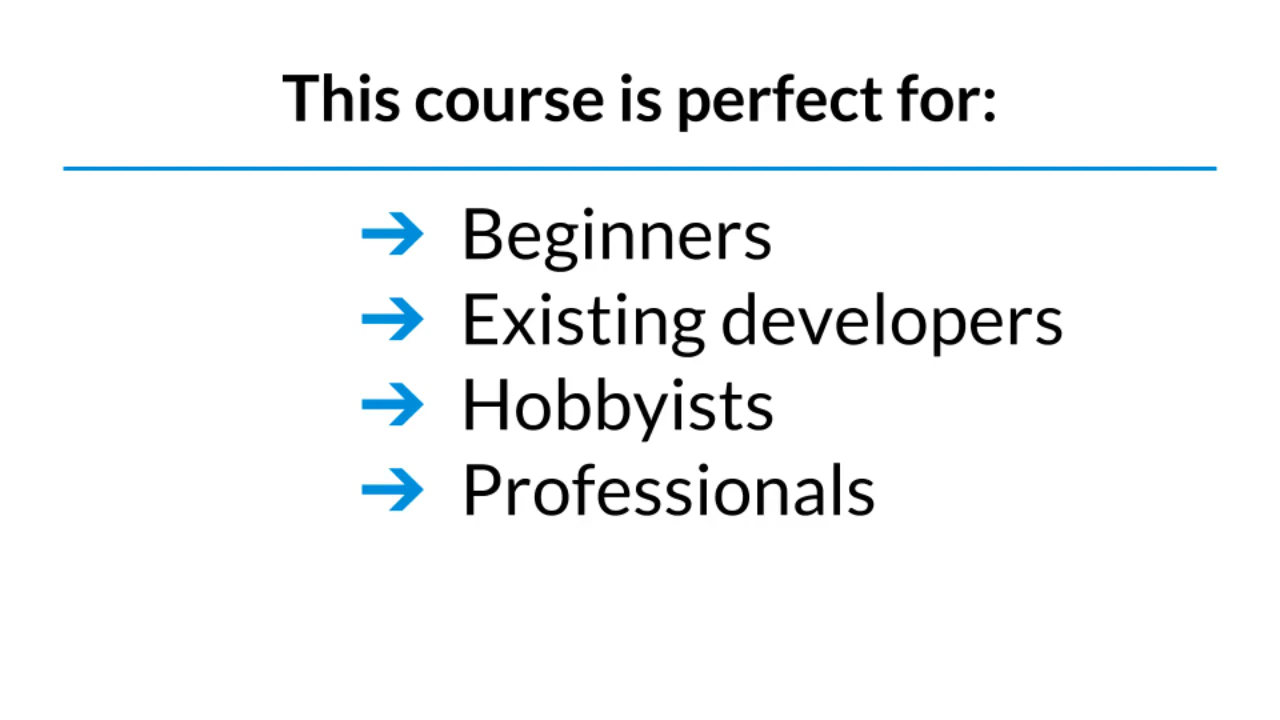 This course is perfect for:
➔ Beginners
➔ Existing developers
➔ Hobbyists
➔ Professionals